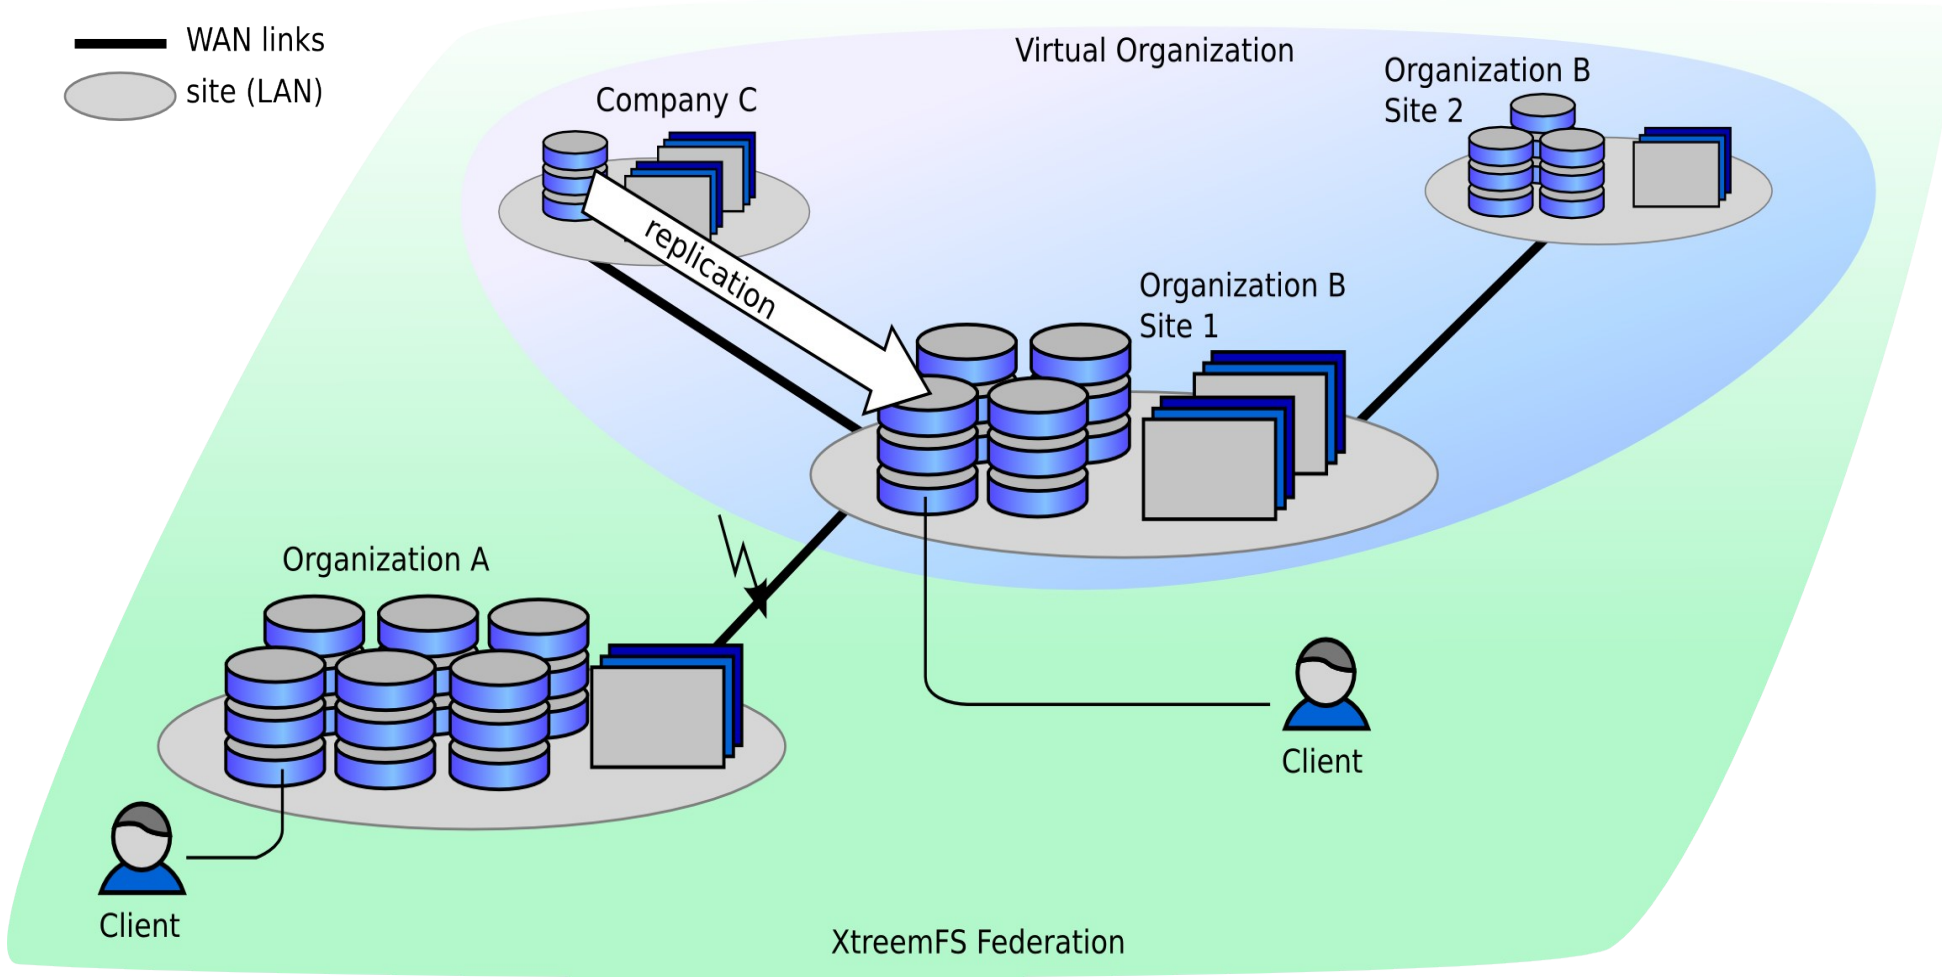 WAN links
site (LAN)
Virtual Organization
Company C
Organization B
Site 2
replication
Organization B
Site 1
Organization A
Client
Client
XtreemFS Federation